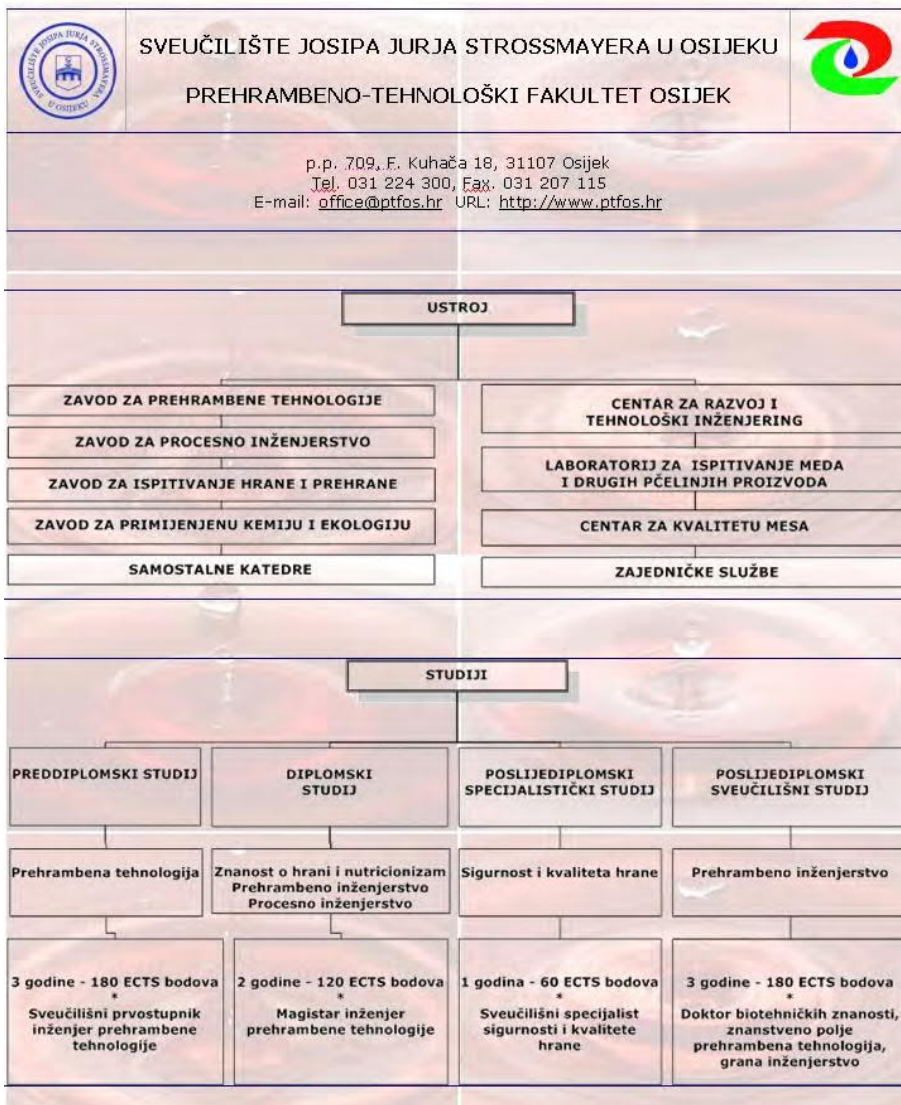 SVEUČILIŠTE JOSIPA JURJA STROSSMAYERA
U OSIJEKU
SVEUČILIŠTE JOSIPA JURJA STROSSMAYERA U OSIJEKU
PREHRAMBENO-TEHNOLOŠKI FAKULTET OSIJEK
p.p. 709, F. Kuhača 18, 31107 Osijek
Tel. 031 224 300, Fax. 031 207 115
E-mail: office@ptfos.hr URL: http://www.ptfos.hr
USTROJ
ZAVOD ZA PREHRAMBENE TEHNOLOGIJE
ZAVOD ZA PROCESNO INŽENJERSTVO
ZAVOD ZA ISPITIVANJE HRANE I PREHRANE
ZAVOD ZA PRIMIJENJENU KEMIJU I EKOLOGIJU
SAMOSTALNE KATEDRE
CENTAR ZA RAZVOJ I
TEHNOLOŠKI INŽENJERING
LABORATORIJ ZA ISPITIVANJE MEDA
I DRUGIH PČELINJIH PROIZVODA
CENTAR ZA KVALITETU MESA
ZAJEDNIČKE SLUŽBE
STUDIJI
PREDDIPLOMSKI STUDIJ
Prehrambena tehnologija
3 godine - 180 ECTS bodova
*
Sveučilišni prvostupnik
inženjer prehrambene
tehnologije
DIPLOMSKI
STUDIJ
Znanost o hrani i nutricionizam
Prehrambeno inženjerstvo
Procesno inženjerstvo
2 godine - 120 ECTS bodova
*
Magistar inženjer
prehrambene tehnologije
POSLIJEDIPLOMSKI
SPECIJALISTIČKI STUDIJ
Sigurnost i kvaliteta hrane
1 godina - 60 ECTS bodova
*
Sveučilišni specijalist
sigurnosti i kvalitete
hrane
POSLIJEDIPLOMSKI
SVEUČILIŠNI STUDIJ
Prehrambeno inženjerstvo
3 godine - 180 ECTS bodova
*
Doktor biotehničkih znanosti,
znanstveno polje
prehrambena tehnologija,
grana inženjerstvo